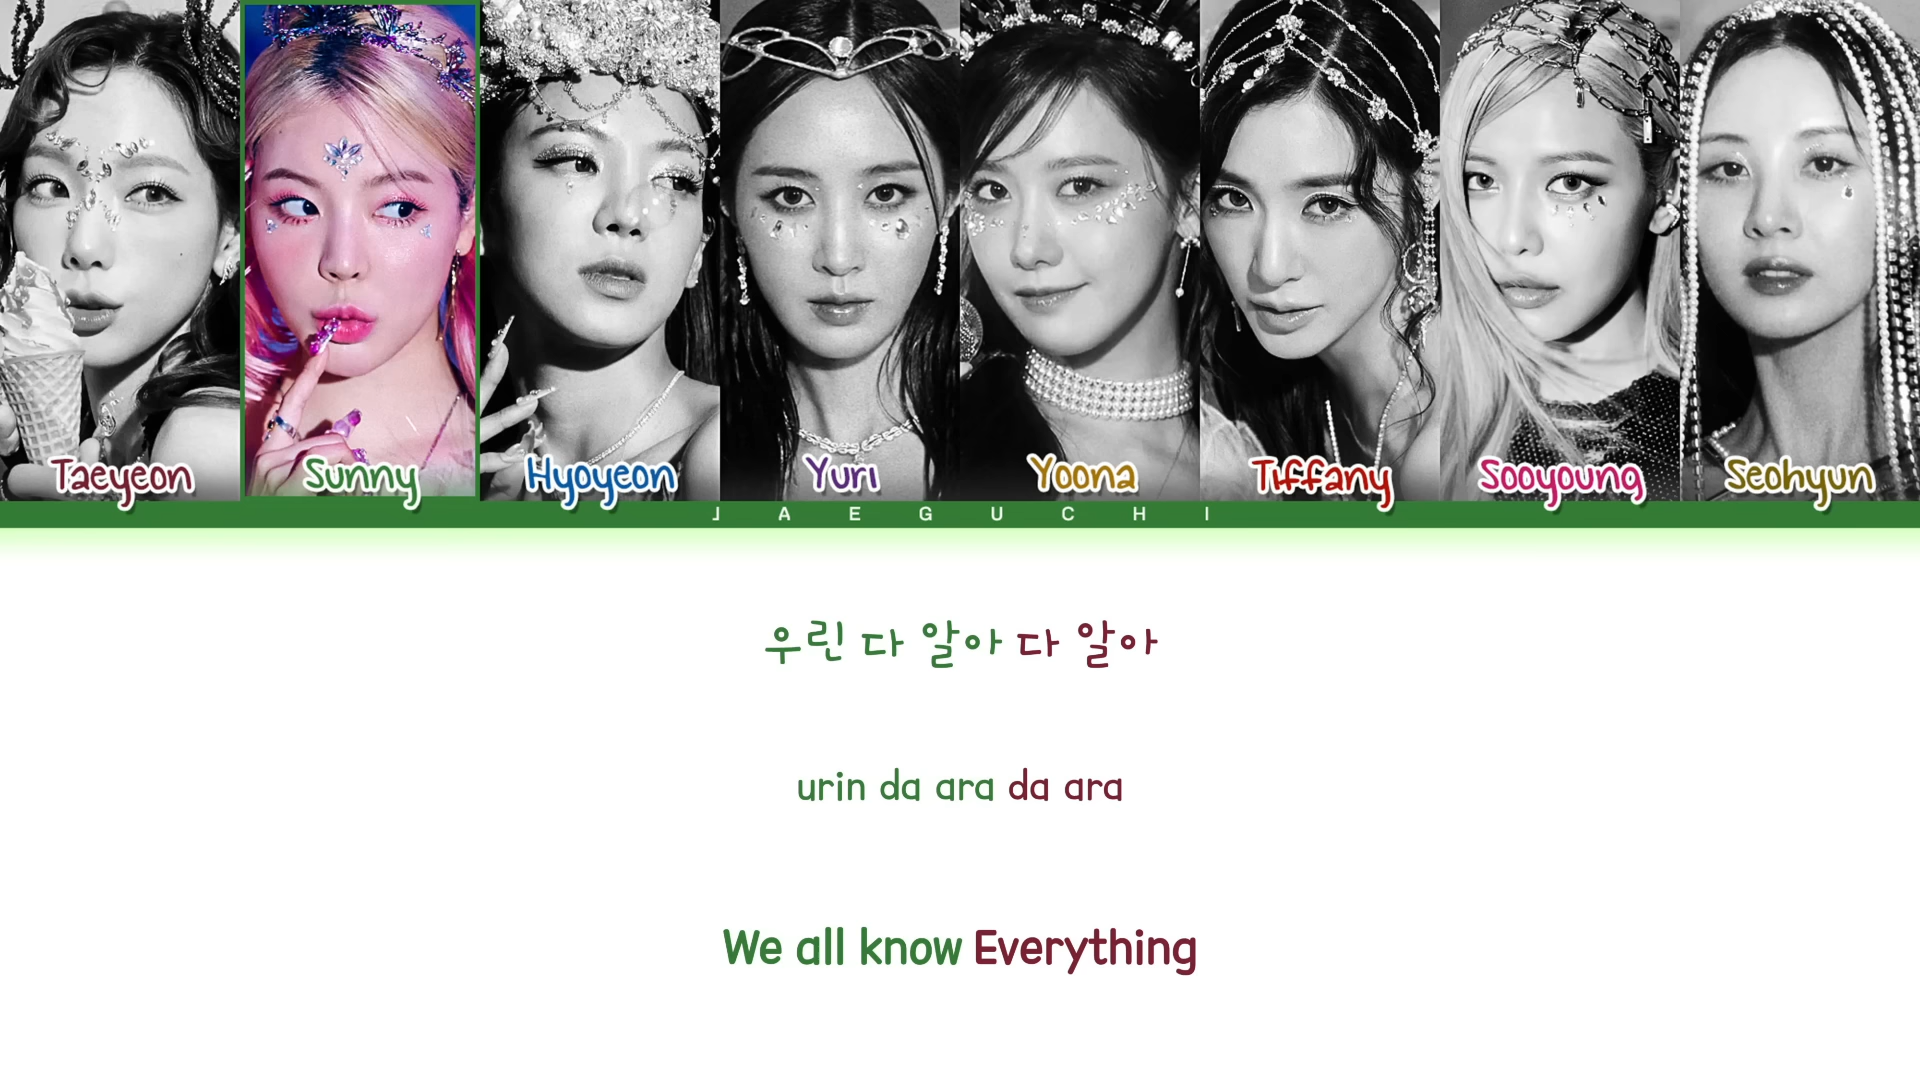 Taeyeon Sunny Hyoyeon Yuri Yoona Tiffany Sooyoung Seohyun
JAEGUCHI
우린 다 알아 다 알아
urin da ara da ara
We all know Everything